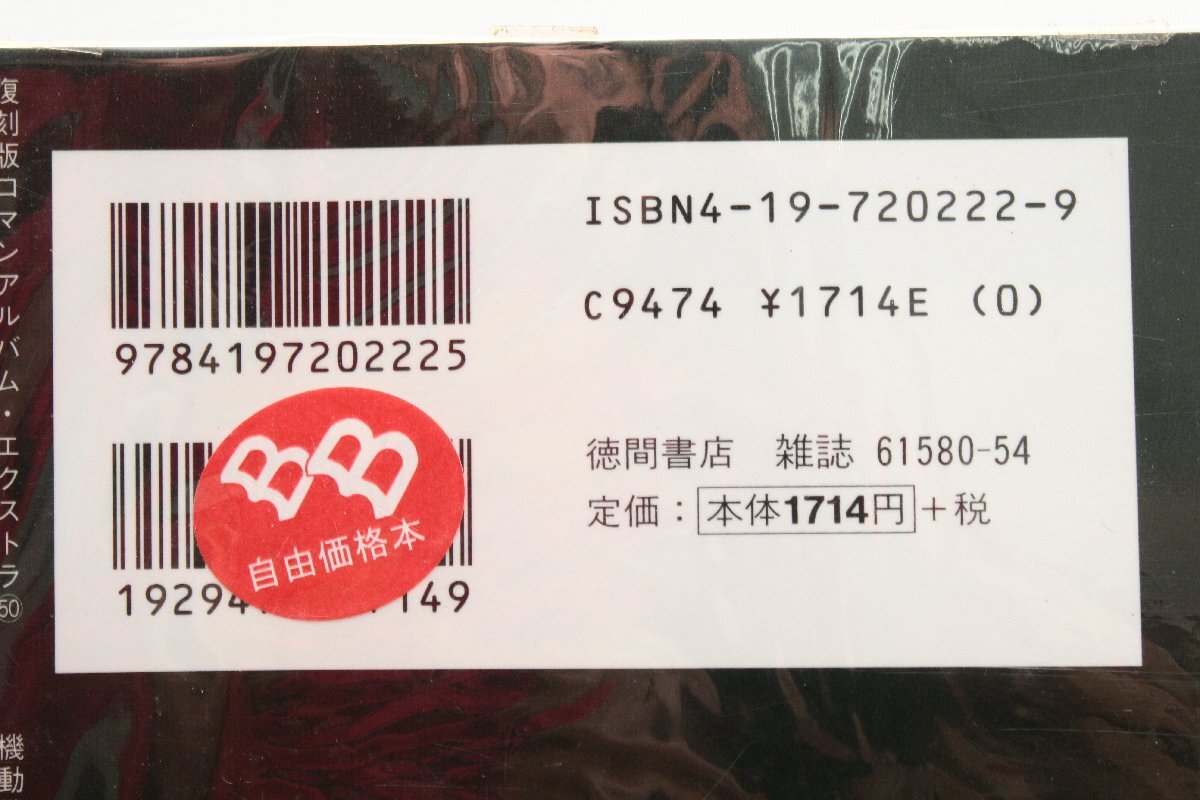 復刻版ロマンアルバム・エクストラ㊿
機動
ISBN4-19-720222-9
C9474 ¥1714E (0)
9784197202225
徳間書店 雑誌 61580-54
定価：本体1714円+税
BB
自由価格本
19294
149